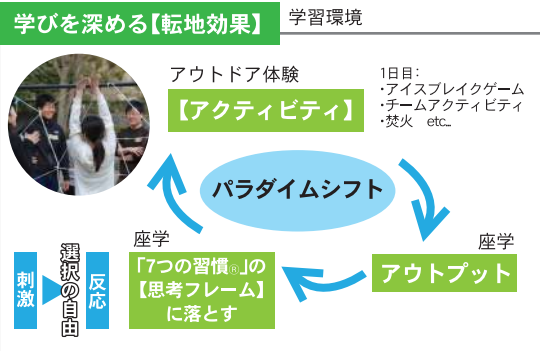 学びを深める【転地効果】
学習環境
アウトドア体験
【アクティビティ】
1日目：
・アイスブレイクゲーム
・チームアクティビティ
・焚火　etc...
パラダイムシフト
座学
アウトプット
座学
「7つの習慣®」の
【思考フレーム】
に落とす
刺激
選択の自由
反応